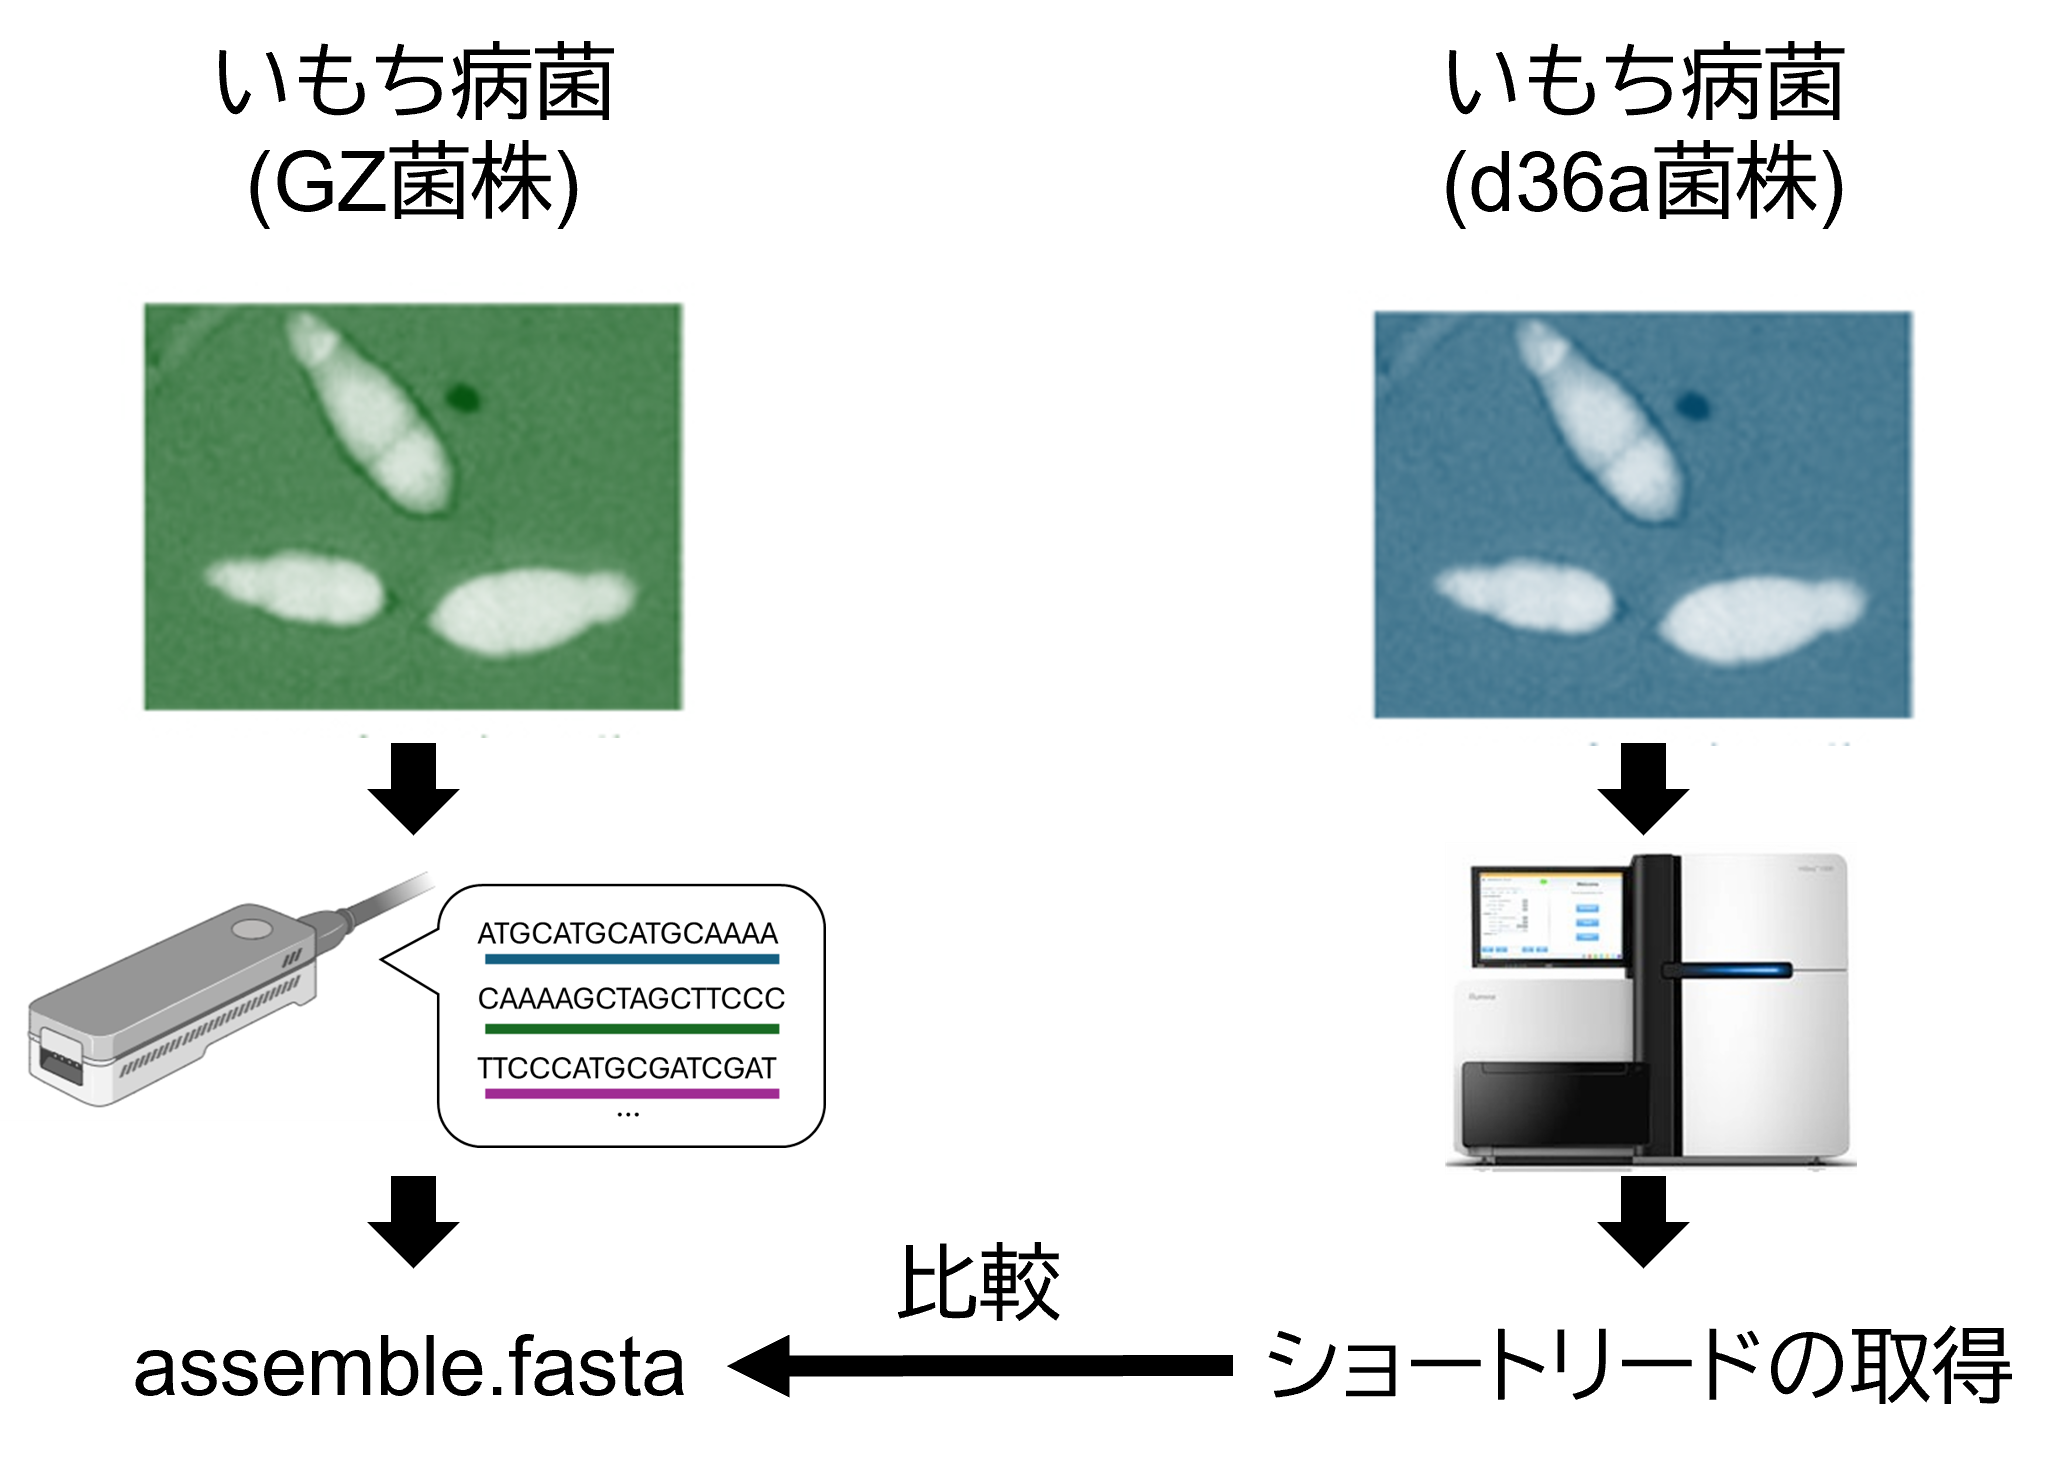 いもち病菌
(GZ菌株)
いもち病菌
(d36a菌株)
ATGCATGCATGCAAAA
CAAAAGCTAGCTTCCC
TTCCCATGCGATCGAT
...
比較
assemble.fasta
ショートリードの取得